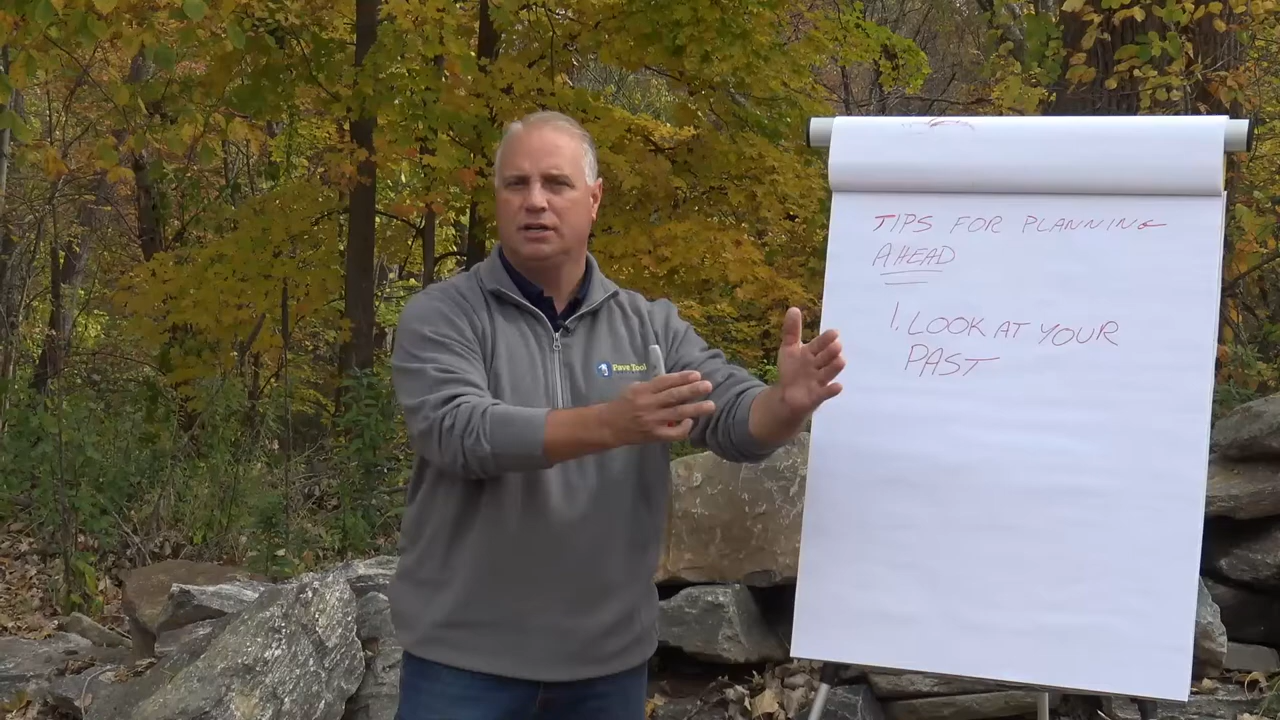 TIPS FOR PLANNING
AHEAD
1. LOOK AT YOUR
PAST
Pave Tool